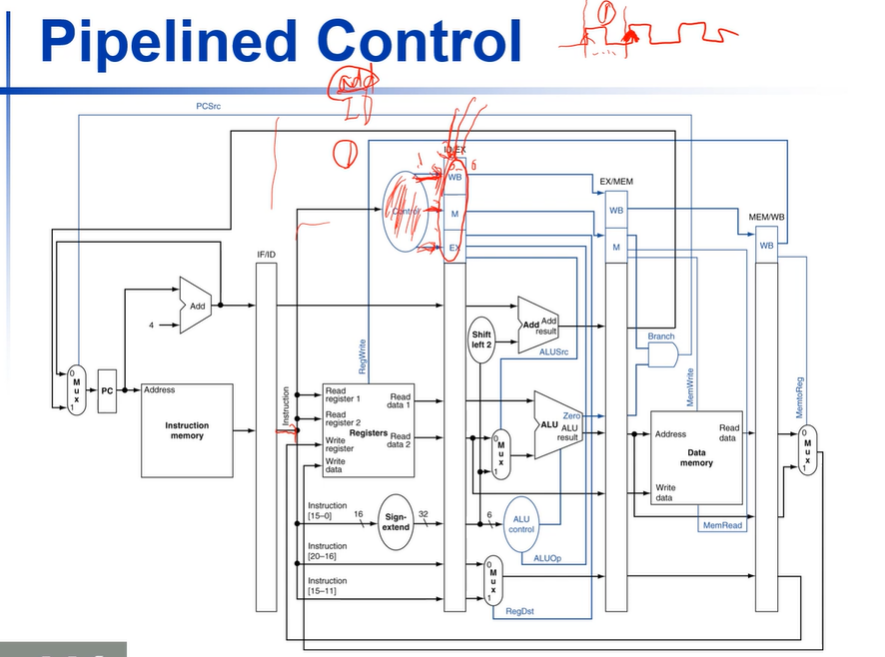 Pipelined Control
add
ID
1
PCSrc
ID/EX
WB
EX/MEM
Control
M
WB
MEM/WB
EX
M
WB
IF/ID
Add
4
Shift
left 2
Add
Add
result
ALUSrc
Branch
RegWrite
MemWrite
MemtoReg
0
M
u
x
1
PC
Address
Instruction
memory
Instruction
Read
register 1
Read
register 2
Write
register
Write
data
Registers
Read
data 1
Read
data 2
0
M
u
x
1
Zero
ALU
ALU
result
Address
Data
memory
Read
data
Write
data
0
M
u
x
1
Instruction
[15–0]
16
Sign-
extend
32
6
ALU
control
MemRead
Instruction
[20–16]
ALUOp
0
M
u
x
1
Instruction
[15–11]
RegDst